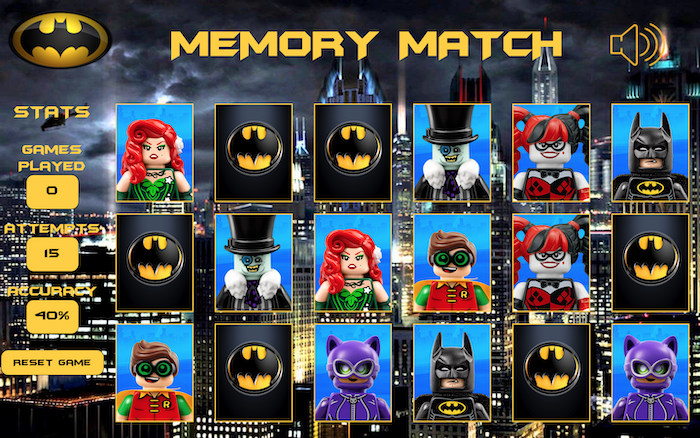 MEMORY MATCH
STATS
GAMES
PLAYED
0
ATTEMPTS
15
ACCURACY
40%
RESET GAME
R
R